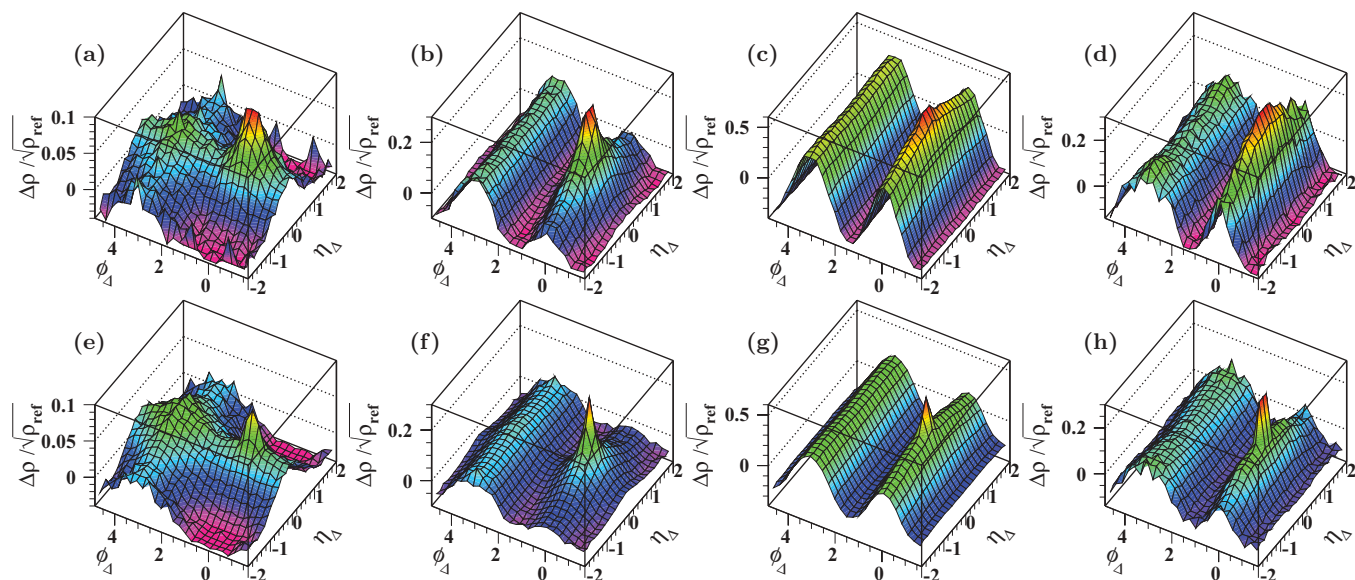 (a) (b) (c) (d)
Δρ/√ρref 0.1 0.05 0 4 2 0 ϕΔ -2 -1 0 1 2 ηΔ
Δρ/√ρref 0.2 0 4 2 0 ϕΔ -2 -1 0 1 2 ηΔ
Δρ/√ρref 0.5 0 4 2 0 ϕΔ -2 -1 0 1 2 ηΔ
Δρ/√ρref 0.2 0 4 2 0 ϕΔ -2 -1 0 1 2 ηΔ
(e) (f) (g) (h)
Δρ/√ρref 0.1 0.05 0 4 2 0 ϕΔ -2 -1 0 1 2 ηΔ
Δρ/√ρref 0.2 0 4 2 0 ϕΔ -2 -1 0 1 2 ηΔ
Δρ/√ρref 0.5 0 4 2 0 ϕΔ -2 -1 0 1 2 ηΔ
Δρ/√ρref 0.2 0 4 2 0 ϕΔ -2 -1 0 1 2 ηΔ